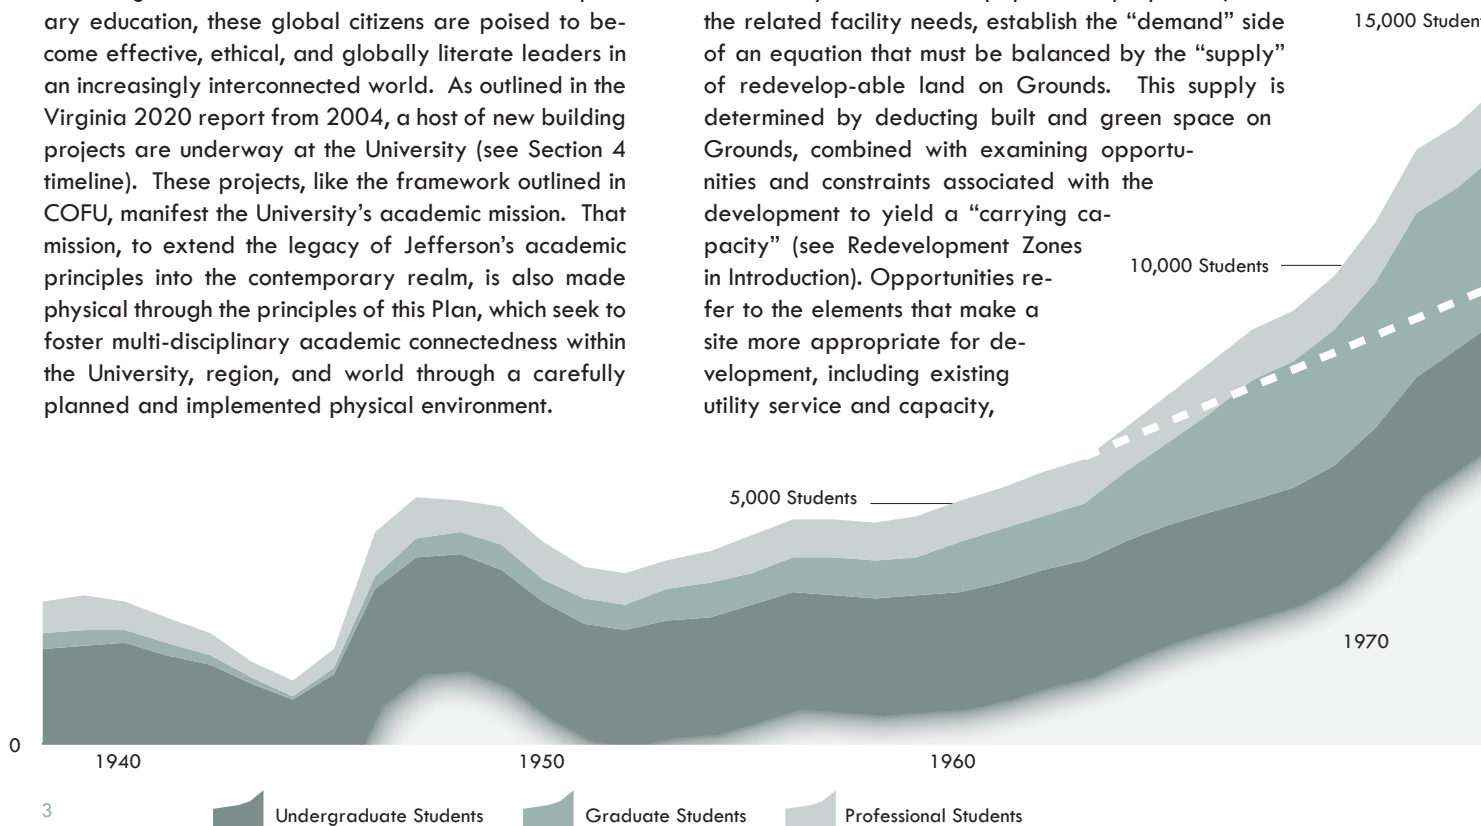 ary education, these global citizens are poised to be-
come effective, ethical, and globally literate leaders in
an increasingly interconnected world. As outlined in the
Virginia 2020 report from 2004, a host of new building
projects are underway at the University (see Section 4
timeline). These projects, like the framework outlined in
COFU, manifest the University’s academic mission. That
mission, to extend the legacy of Jefferson’s academic
principles into the contemporary realm, is also made
physical through the principles of this Plan, which seek to
foster multi-disciplinary academic connectedness within
the University, region, and world through a carefully
planned and implemented physical environment.
the related facility needs, establish the “demand” side
of an equation that must be balanced by the “supply”
of redevelop-able land on Grounds. This supply is
determined by deducting built and green space on
Grounds, combined with examining opportu-
nities and constraints associated with the
development to yield a “carrying ca-
pacity” (see Redevelopment Zones
in Introduction). Opportunities re-
fer to the elements that make a
site more appropriate for de-
velopment, including existing
utility service and capacity,
15,000 Studen
10,000 Students
5,000 Students
1970
0
1940
1950
1960
3
Undergraduate Students
Graduate Students
Professional Students